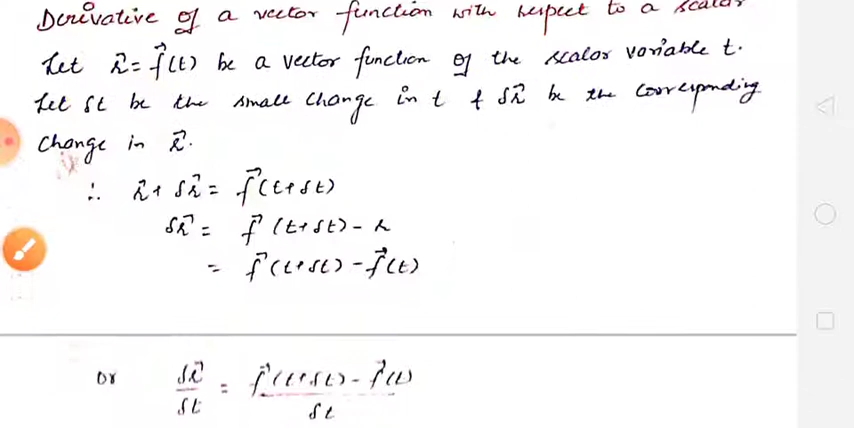 Derivative of a vector function with respect to a scalar
Let r⃗ = f⃗(t) be a vector function of the scalar variable t.
Let δt be the small change in t & δr⃗ be the corresponding
change in r⃗.
∴ r⃗ + δr⃗ = f⃗(t+δt)
δr⃗ = f⃗(t+δt) - r
= f⃗(t+δt) - f⃗(t)
Or δr⃗/δt = f⃗(t+δt) - f⃗(t)/δt